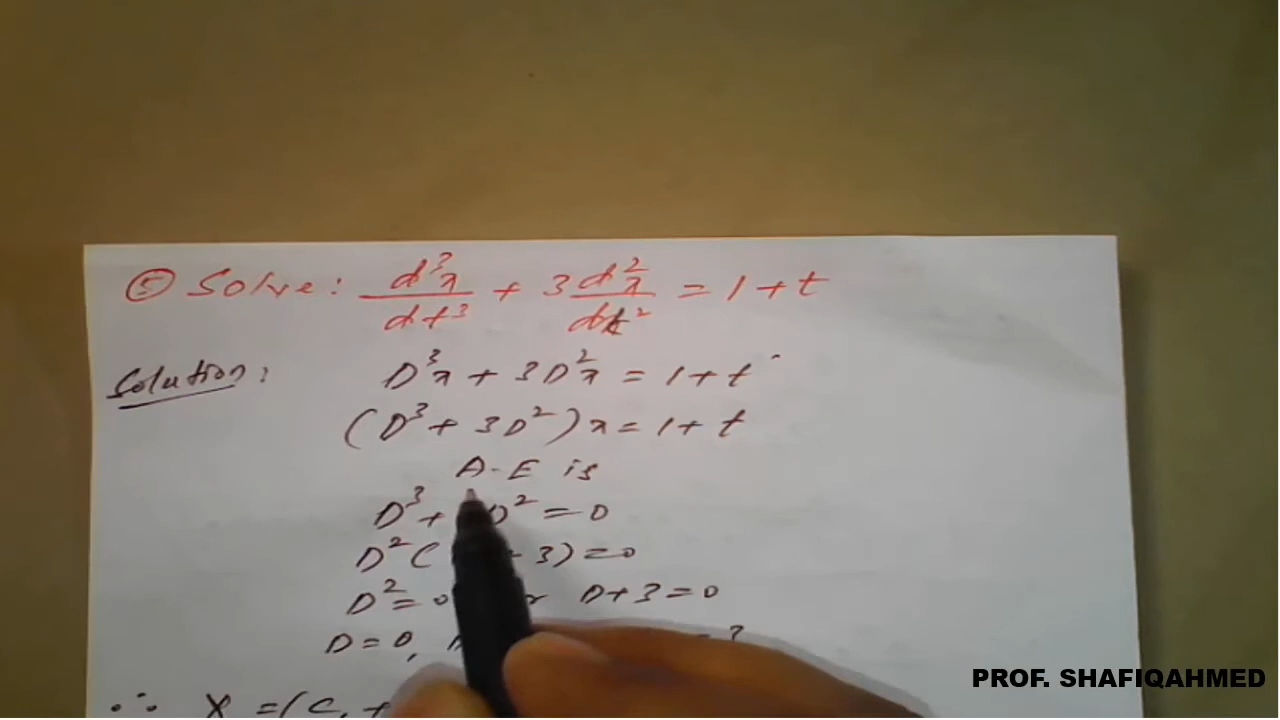 ⑤ Solve: d³x/dt³ + 3 d²x/dt² = 1 + t
Solution:
D³x + 3D²x = 1 + t
(D³ + 3D²)x = 1 + t
A.E is
D³ + D² = 0
D²( + 3) = 0
D² = 0 D + 3 = 0
D = 0,
∴ X = (C₁ +
PROF. SHAFIQAHMED